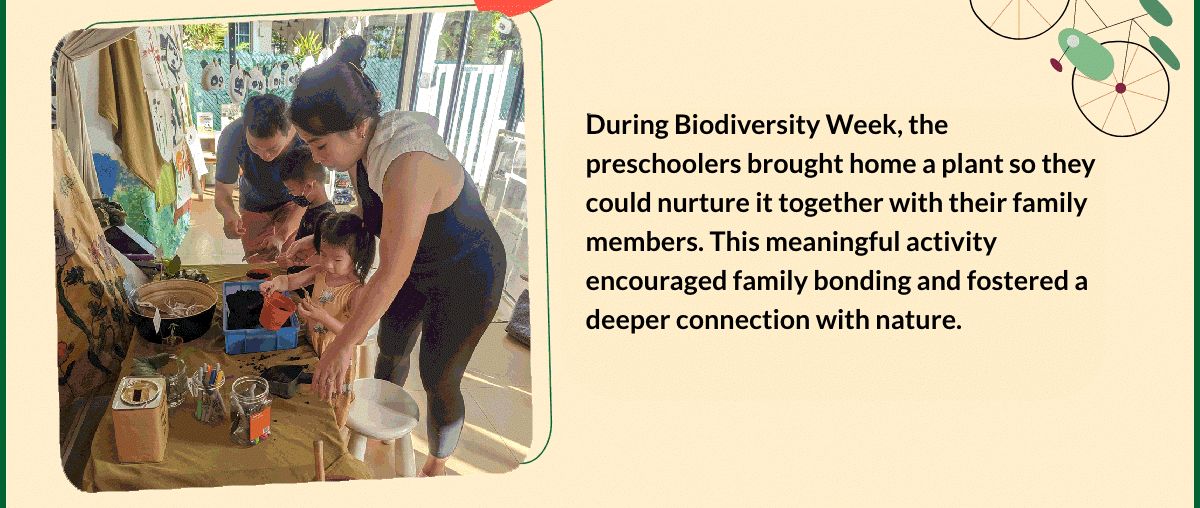 During Biodiversity Week, the
preschoolers brought home a plant so they
could nurture it together with their family
members. This meaningful activity
encouraged family bonding and fostered a
deeper connection with nature.